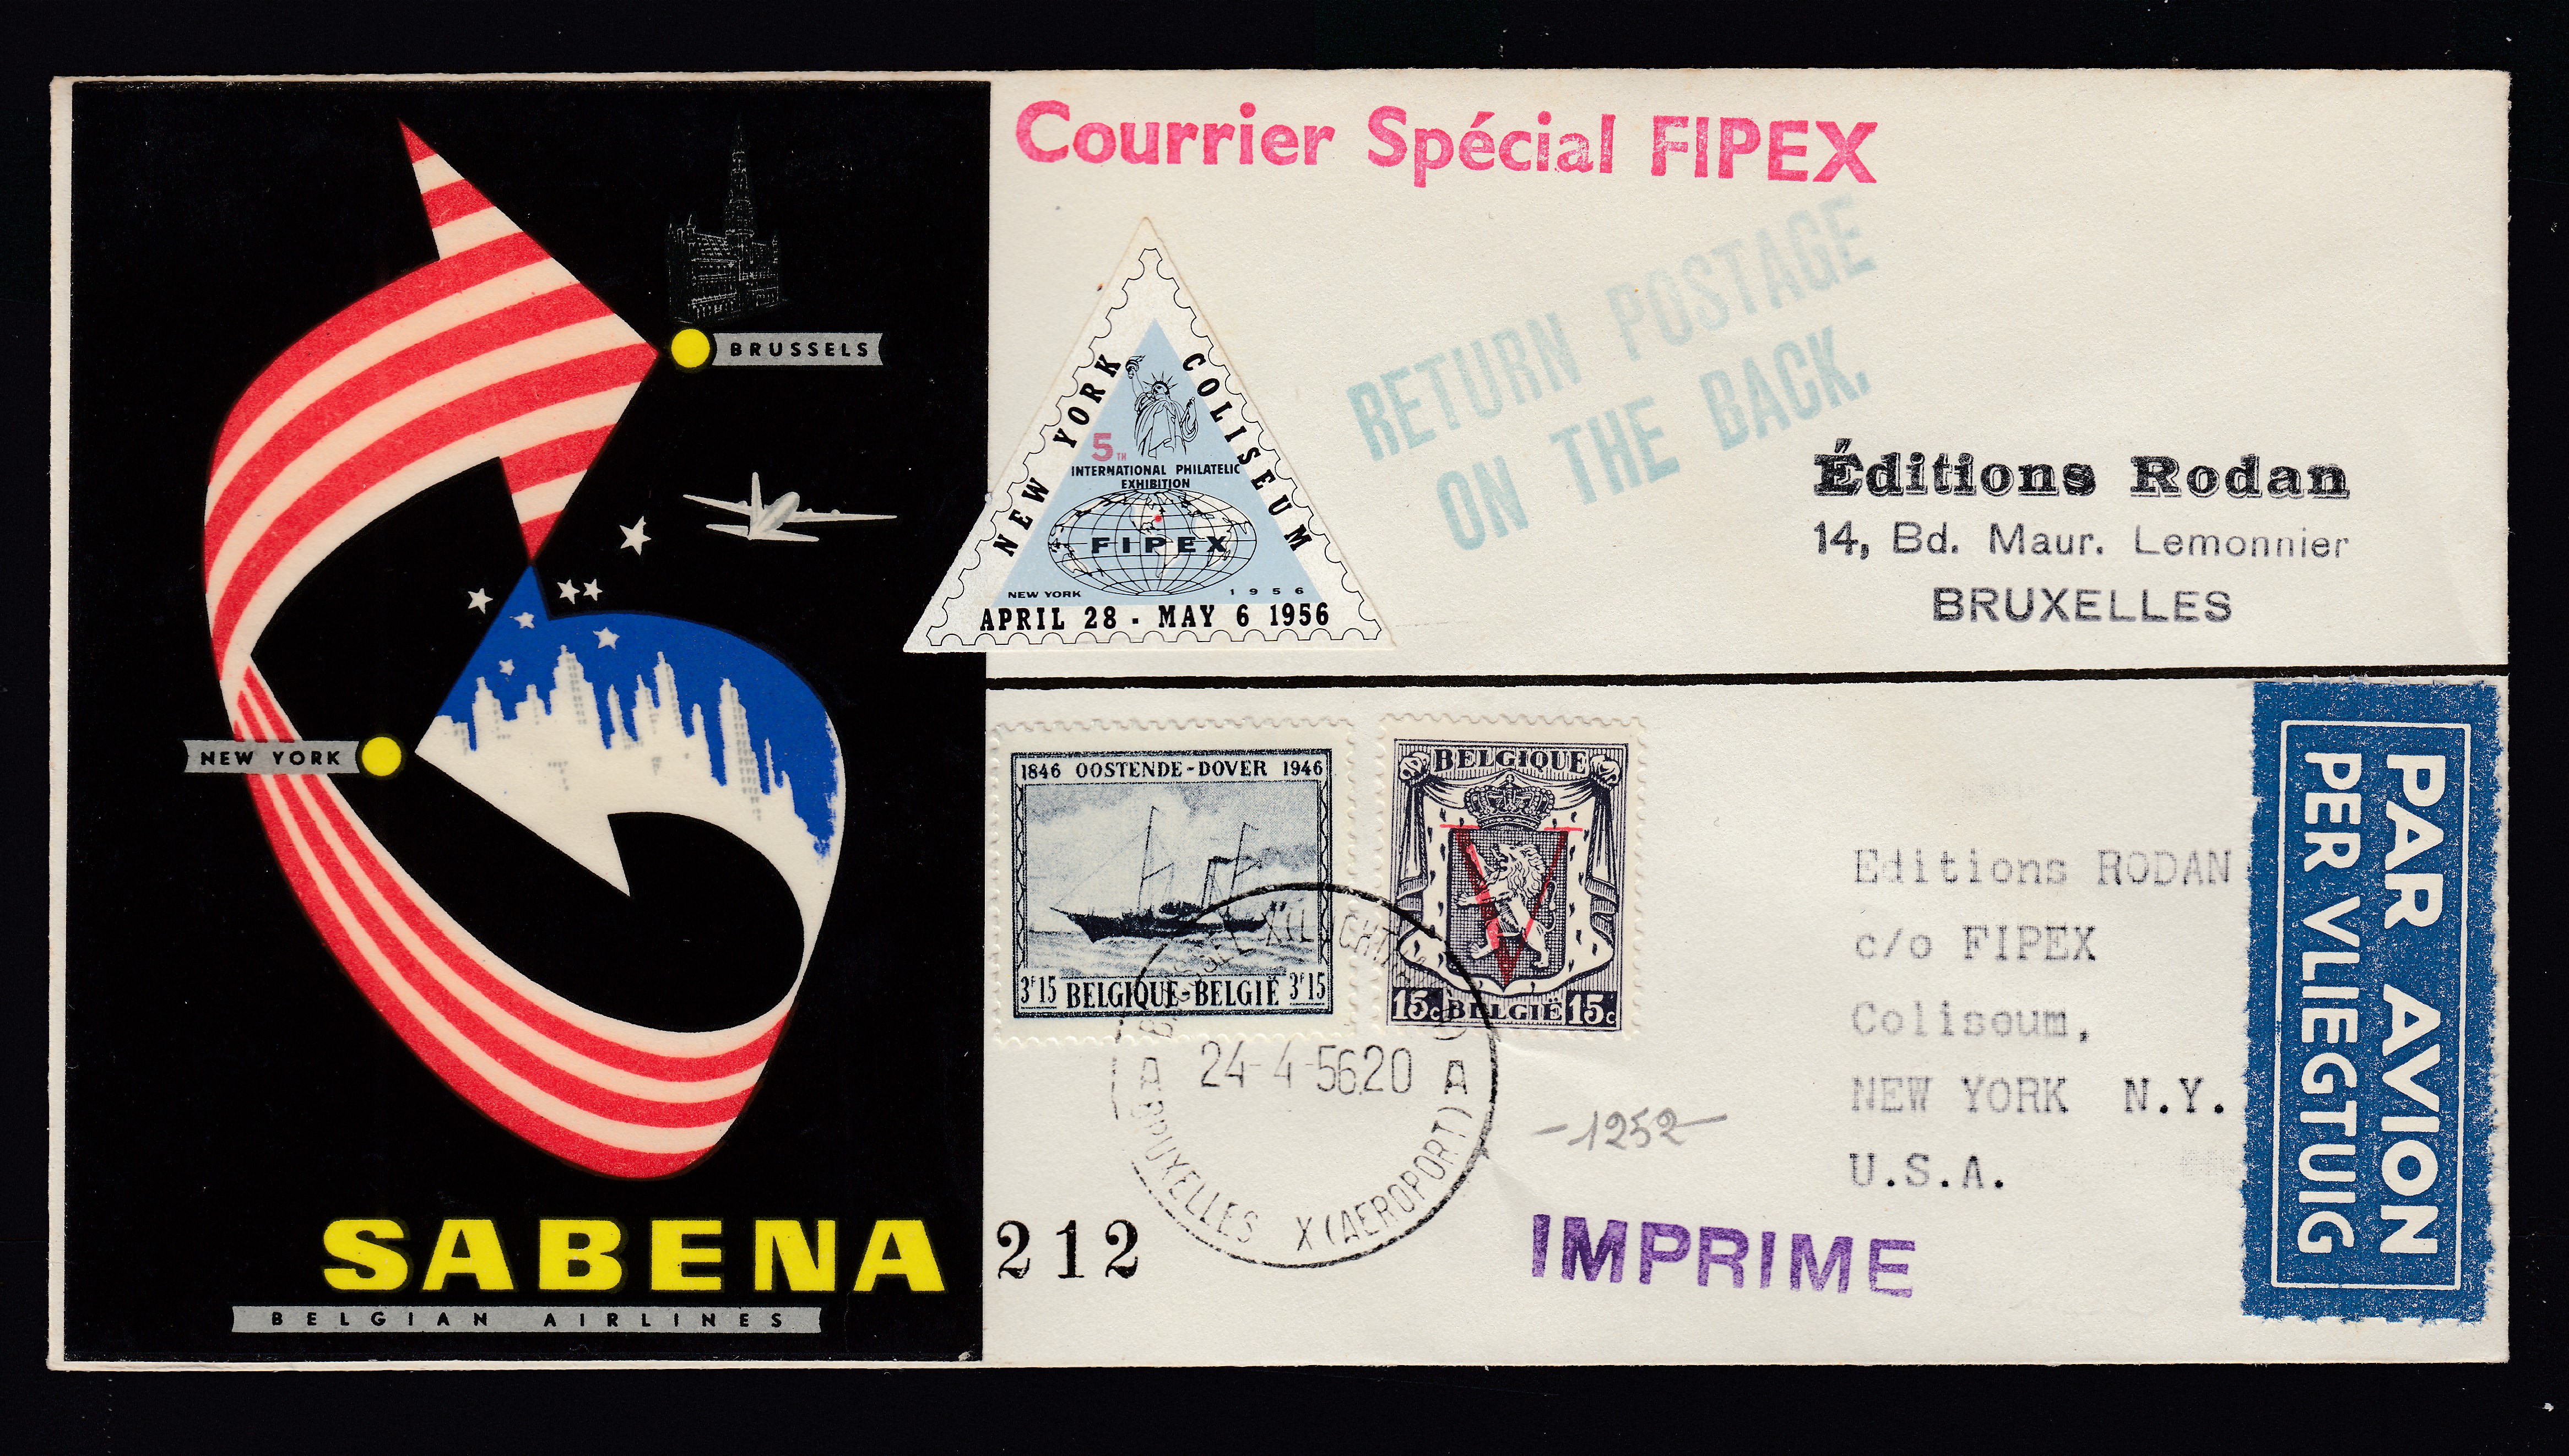 BRUSSELS
NEW YORK
SABENA
BELGIAN AIRLINES
Courrier Spécial FIPEX
NEW YORK COLISEUM
5TH
INTERNATIONAL PHILATELIC
EXHIBITION
FIPEX
NEW YORK 1956
APRIL 28 - MAY 6 1956
RETURN POSTAGE
ON THE BACK.
Éditions Rodan
14, Bd. Maur. Lemonnier
BRUXELLES
1846 OOSTENDE-DOVER 1946
3F15 BELGIQUE-BELGIË 3F15
BELGIQUE
V
15c BELGIË 15c
A 24-4-56.20 A
BRUXELLES X (AEROPORT)
-1252-
212
IMPRIME
Editions RODAN
c/o FIPEX
Colisoum,
NEW YORK N.Y.
U.S.A.
PAR AVION
PER VLIEGTUIG